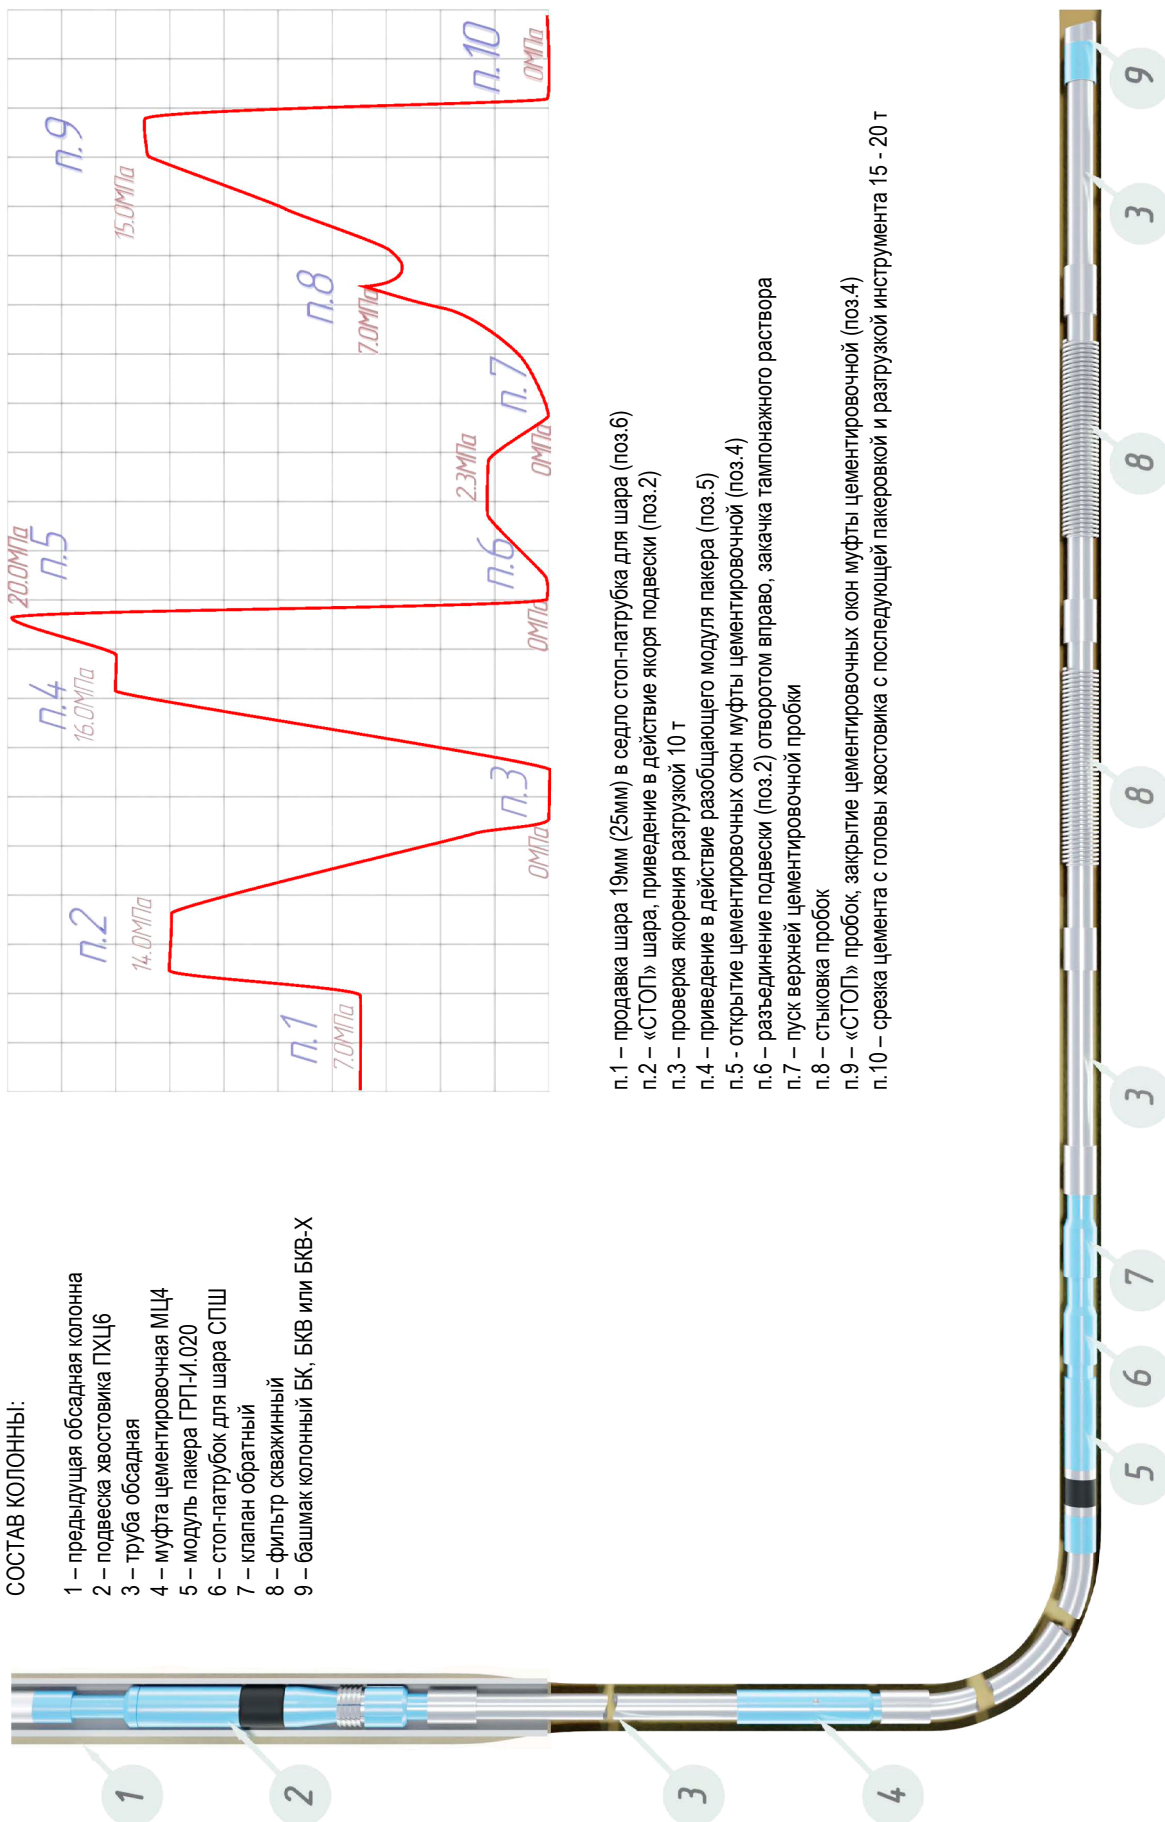 СОСТАВ КОЛОННЫ:
1 – предыдущая обсадная колонна
2 – подвеска хвостовика ПХЦ6
3 – труба обсадная
4 – муфта цементировочная МЦ4
5 – модуль пакера ГРП-И.020
6 – стоп-патрубок для шара СПШ
7 – клапан обратный
8 – фильтр скважинный
9 – башмак колонный БК, БКВ или БКВ-Х
п.1
7.0МПа
п.2
14.0МПа
п.3
0МПа
п.4
16.0МПа
20.0МПа
п.5
п.6
0МПа
2.3МПа
п.7
0МПа
п.8
7.0МПа
п.9
15.0МПа
п.10
0МПа
п.1 – продавка шара 19мм (25мм) в седло стоп-патрубка для шара (поз.6)
п.2 – «СТОП» шара, приведение в действие якоря подвески (поз.2)
п.3 – проверка якорения разгрузкой 10 т
п.4 – приведение в действие разобщающего модуля пакера (поз.5)
п.5 - открытие цементировочных окон муфты цементировочной (поз.4)
п.6 – разъединение подвески (поз.2) отворотом вправо, закачка тампонажного раствора
п.7 – пуск верхней цементировочной пробки
п.8 – стыковка пробок
п.9 – «СТОП» пробок, закрытие цементировочных окон муфты цементировочной (поз.4)
п.10 – срезка цемента с головы хвостовика с последующей пакеровкой и разгрузкой инструмента 15 - 20 т
1
2
3
4
5
6
7
3
8
8
3
9